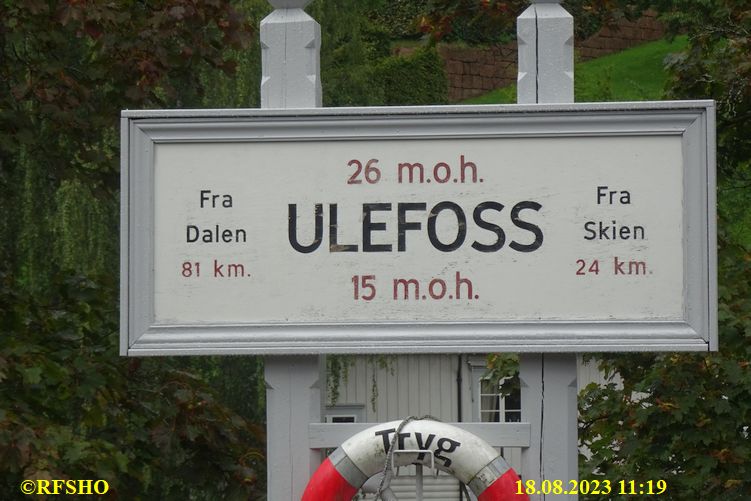 26 m.o.h.
Fra
Dalen
81 km.
ULEFOSS
Fra
Skien
24 km.
15 m.o.h.
Tryg
©RFSHO
18.08.2023 11:19